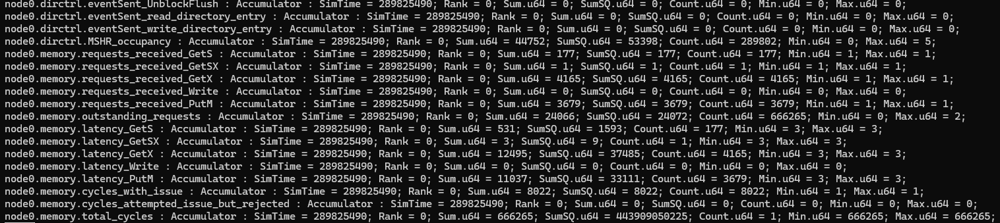 node0.dirctrl.eventSent_UnblockFlush : Accumulator : SimTime = 289825490; Rank = 0; Sum.u64 = 0; SumSQ.u64 = 0; Count.u64 = 0; Min.u64 = 0; Max.u64 = 0;
node0.dirctrl.eventSent_read_directory_entry : Accumulator : SimTime = 289825490; Rank = 0; Sum.u64 = 0; SumSQ.u64 = 0; Count.u64 = 0; Min.u64 = 0; Max.u64 = 0;
node0.dirctrl.eventSent_write_directory_entry : Accumulator : SimTime = 289825490; Rank = 0; Sum.u64 = 0; SumSQ.u64 = 0; Count.u64 = 0; Min.u64 = 0; Max.u64 = 0;
node0.dirctrl.MSHR_occupancy : Accumulator : SimTime = 289825490; Rank = 0; Sum.u64 = 44752; SumSQ.u64 = 53398; Count.u64 = 289802; Min.u64 = 0; Max.u64 = 5;
node0.memory.requests_received_GetS : Accumulator : SimTime = 289825490; Rank = 0; Sum.u64 = 177; SumSQ.u64 = 177; Count.u64 = 177; Min.u64 = 1; Max.u64 = 1;
node0.memory.requests_received_GetSX : Accumulator : SimTime = 289825490; Rank = 0; Sum.u64 = 1; SumSQ.u64 = 1; Count.u64 = 1; Min.u64 = 1; Max.u64 = 1;
node0.memory.requests_received_GetX : Accumulator : SimTime = 289825490; Rank = 0; Sum.u64 = 4165; SumSQ.u64 = 4165; Count.u64 = 4165; Min.u64 = 1; Max.u64 = 1;
node0.memory.requests_received_Write : Accumulator : SimTime = 289825490; Rank = 0; Sum.u64 = 0; SumSQ.u64 = 0; Count.u64 = 0; Min.u64 = 0; Max.u64 = 0;
node0.memory.requests_received_PutM : Accumulator : SimTime = 289825490; Rank = 0; Sum.u64 = 3679; SumSQ.u64 = 3679; Count.u64 = 3679; Min.u64 = 1; Max.u64 = 1;
node0.memory.outstanding_requests : Accumulator : SimTime = 289825490; Rank = 0; Sum.u64 = 24066; SumSQ.u64 = 24072; Count.u64 = 666265; Min.u64 = 0; Max.u64 = 2;
node0.memory.latency_GetS : Accumulator : SimTime = 289825490; Rank = 0; Sum.u64 = 531; SumSQ.u64 = 1593; Count.u64 = 177; Min.u64 = 3; Max.u64 = 3;
node0.memory.latency_GetSX : Accumulator : SimTime = 289825490; Rank = 0; Sum.u64 = 3; SumSQ.u64 = 9; Count.u64 = 1; Min.u64 = 3; Max.u64 = 3;
node0.memory.latency_GetX : Accumulator : SimTime = 289825490; Rank = 0; Sum.u64 = 12495; SumSQ.u64 = 37485; Count.u64 = 4165; Min.u64 = 3; Max.u64 = 3;
node0.memory.latency_Write : Accumulator : SimTime = 289825490; Rank = 0; Sum.u64 = 0; SumSQ.u64 = 0; Count.u64 = 0; Min.u64 = 0; Max.u64 = 0;
node0.memory.latency_PutM : Accumulator : SimTime = 289825490; Rank = 0; Sum.u64 = 11037; SumSQ.u64 = 33111; Count.u64 = 3679; Min.u64 = 3; Max.u64 = 3;
node0.memory.cycles_with_issue : Accumulator : SimTime = 289825490; Rank = 0; Sum.u64 = 8022; SumSQ.u64 = 8022; Count.u64 = 8022; Min.u64 = 1; Max.u64 = 1;
node0.memory.cycles_attempted_issue_but_rejected : Accumulator : SimTime = 289825490; Rank = 0; Sum.u64 = 0; SumSQ.u64 = 0; Count.u64 = 0; Min.u64 = 0; Max.u64 = 0;
node0.memory.total_cycles : Accumulator : SimTime = 289825490; Rank = 0; Sum.u64 = 666265; SumSQ.u64 = 443909050225; Count.u64 = 1; Min.u64 = 666265; Max.u64 = 666265;